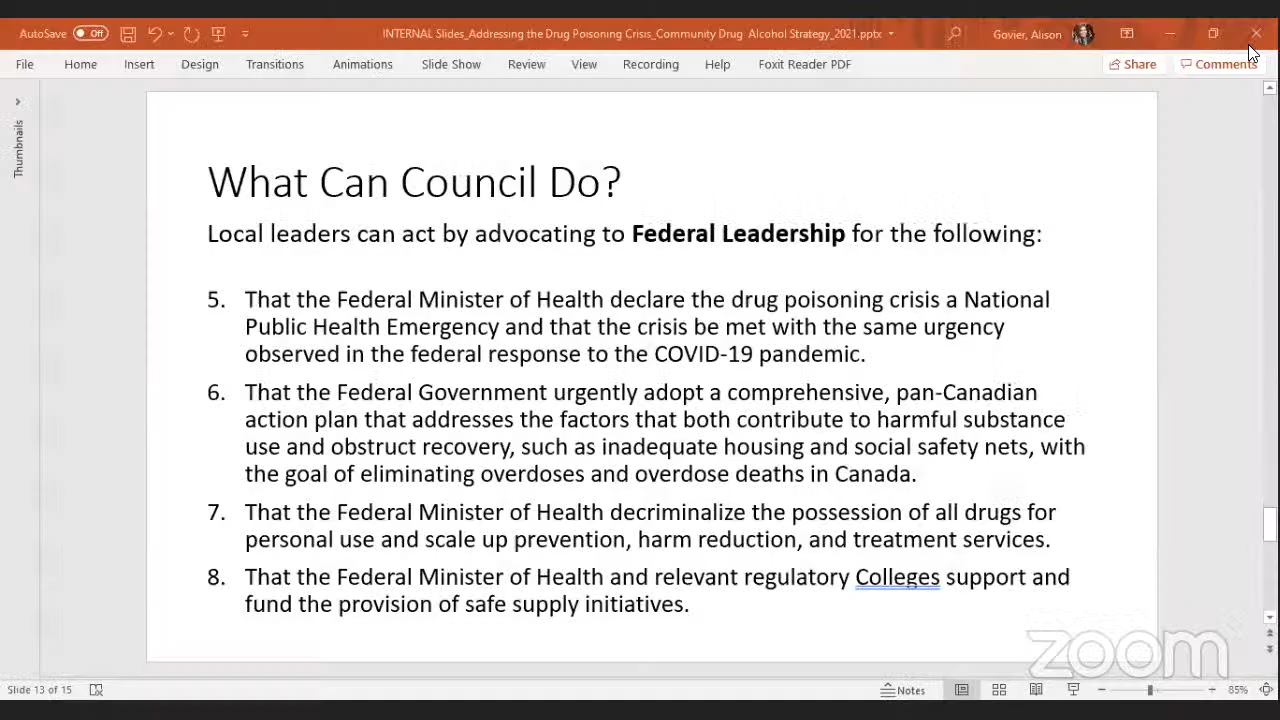 AutoSave Off INTERNAL Slides_Addressing the Drug Poisoning Crisis_Community Drug Alcohol Strategy_2021.pptx Govier, Alison
File Home Insert Design Transitions Animations Slide Show Review View Recording Help Foxit Reader PDF Share Comments
Thumbnails
What Can Council Do?
Local leaders can act by advocating to Federal Leadership for the following:
5. That the Federal Minister of Health declare the drug poisoning crisis a National
Public Health Emergency and that the crisis be met with the same urgency
observed in the federal response to the COVID-19 pandemic.
6. That the Federal Government urgently adopt a comprehensive, pan-Canadian
action plan that addresses the factors that both contribute to harmful substance
use and obstruct recovery, such as inadequate housing and social safety nets, with
the goal of eliminating overdoses and overdose deaths in Canada.
7. That the Federal Minister of Health decriminalize the possession of all drugs for
personal use and scale up prevention, harm reduction, and treatment services.
8. That the Federal Minister of Health and relevant regulatory Colleges support and
fund the provision of safe supply initiatives.
zoom
Slide 13 of 15 Notes 85%